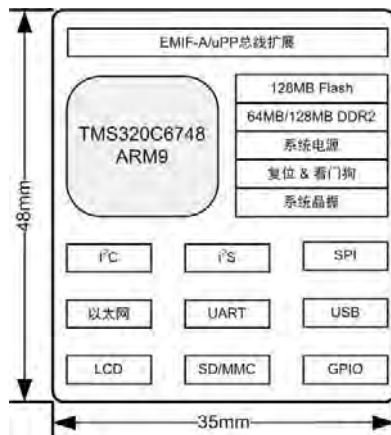 EMIF-A/uPP总线扩展
TMS320C6748
ARM9
128MB Flash
64MB/128MB DDR2
系统电源
复位 & 看门狗
系统晶振
I²C
I²S
SPI
以太网
UART
USB
LCD
SD/MMC
GPIO
48mm
35mm